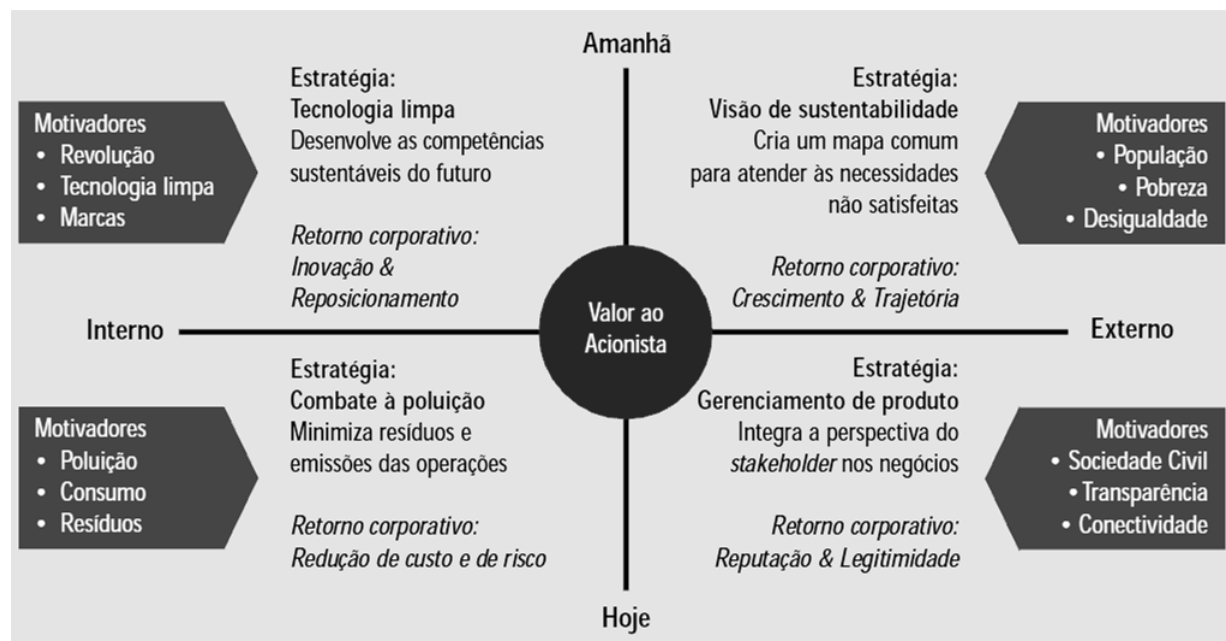 Amanhã
Motivadores
• Revolução
• Tecnologia limpa
• Marcas
Estratégia:
Tecnologia limpa
Desenvolve as competências
sustentáveis do futuro
Retorno corporativo:
Inovação &
Reposicionamento
Estratégia:
Visão de sustentabilidade
Cria um mapa comum
para atender às necessidades
não satisfeitas
Retorno corporativo:
Crescimento & Trajetória
Motivadores
• População
• Pobreza
• Desigualdade
Interno
Valor ao
Acionista
Externo
Motivadores
• Poluição
• Consumo
• Resíduos
Estratégia:
Combate à poluição
Minimiza resíduos e
emissões das operações
Retorno corporativo:
Redução de custo e de risco
Estratégia:
Gerenciamento de produto
Integra a perspectiva do
stakeholder nos negócios
Retorno corporativo:
Reputação & Legitimidade
Motivadores
• Sociedade Civil
• Transparência
• Conectividade
Hoje